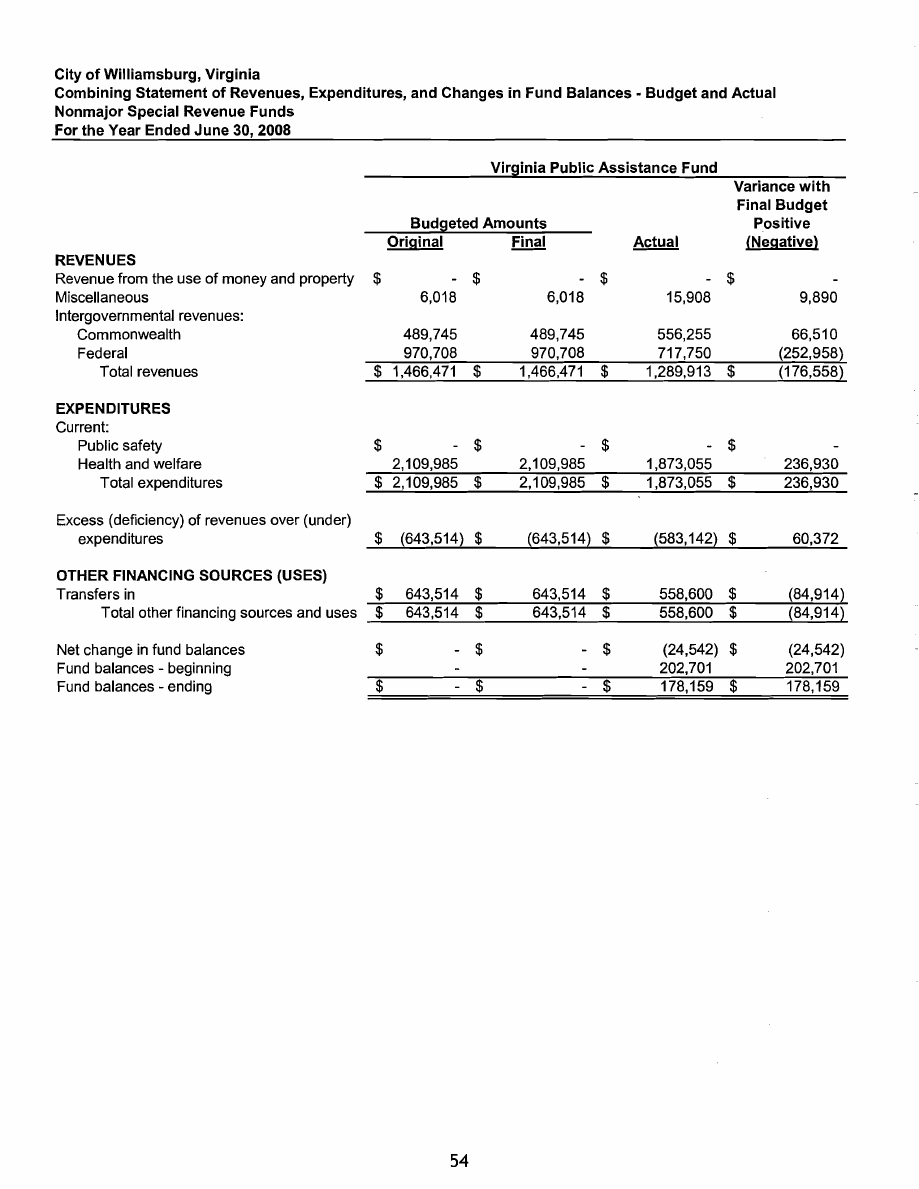 City of Williamsburg, Virginia
Combining Statement of Revenues, Expenditures, and Changes in Fund Balances - Budget and Actual
Nonmajor Special Revenue Funds
For the Year Ended June 30, 2008
Virginia Public Assistance Fund
Variance with
Final Budget
Budgeted Amounts Positive
Original Final Actual (Negative)
REVENUES
Revenue from the use of money and property $ - $ - $ - $ -
Miscellaneous 6,018 6,018 15,908 9,890
Intergovernmental revenues:
Commonwealth 489,745 489,745 556,255 66,510
Federal 970,708 970,708 717,750 (252,958)
Total revenues $ 1,466,471 $ 1,466,471 $ 1,289,913 $ (176,558)
EXPENDITURES
Current:
Public safety $ - $ - $ - $ -
Health and welfare 2,109,985 2,109,985 1,873,055 236,930
Total expenditures $ 2,109,985 $ 2,109,985 $ 1,873,055 $ 236,930
Excess (deficiency) of revenues over (under)
expenditures $ (643,514) $ (643,514) $ (583,142) $ 60,372
OTHER FINANCING SOURCES (USES)
Transfers in $ 643,514 $ 643,514 $ 558,600 $ (84,914)
Total other financing sources and uses $ 643,514 $ 643,514 $ 558,600 $ (84,914)
Net change in fund balances $ - $ - $ (24,542) $ (24,542)
Fund balances - beginning - - 202,701 202,701
Fund balances - ending $ - $ - $ 178,159 $ 178,159
54